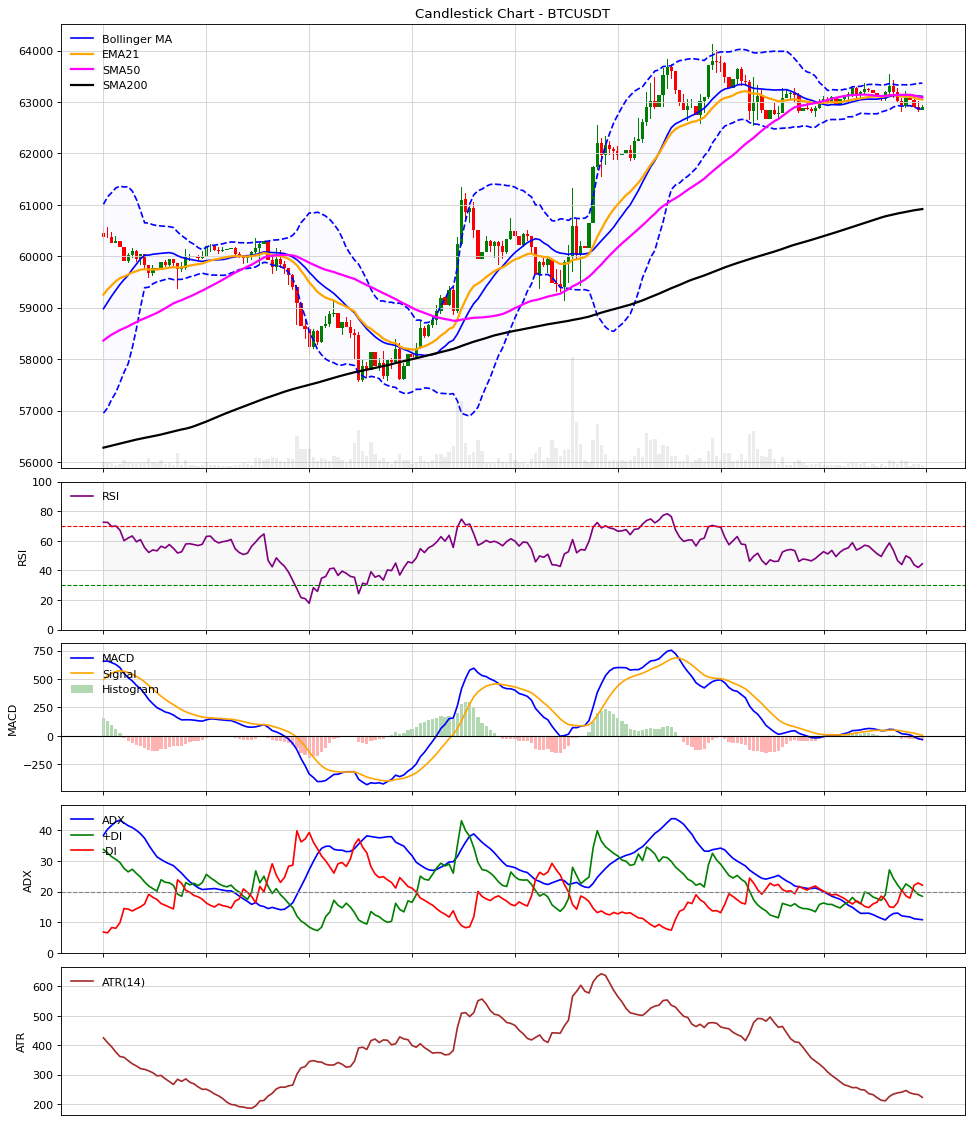 Candlestick Chart - BTCUSDT
Bollinger MA
EMA21
SMA50
SMA200
64000
63000
62000
61000
60000
59000
58000
57000
56000
RSI
RSI
100
80
60
40
20
0
MACD
Signal
Histogram
MACD
750
500
250
0
−250
ADX
+DI
-DI
ADX
40
30
20
10
0
ATR(14)
ATR
600
500
400
300
200